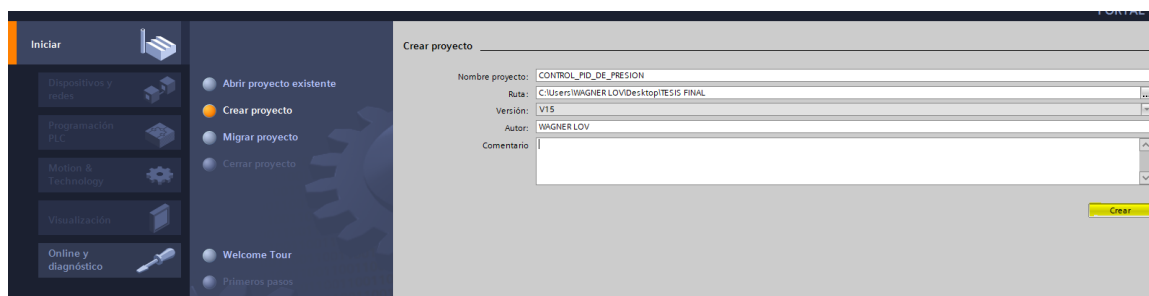 PORTAL
Iniciar
Dispositivos y
redes
Programación
PLC
Motion &
Technology
Visualización
Online y
diagnóstico
Abrir proyecto existente
Crear proyecto
Migrar proyecto
Cerrar proyecto
Welcome Tour
Primeros pasos
Crear proyecto
Nombre proyecto: CONTROL_PID_DE_PRESION
Ruta: C:\Users\WAGNER LOV\Desktop\TESIS FINAL
...
Versión: V15
Autor: WAGNER LOV
Comentario
Crear